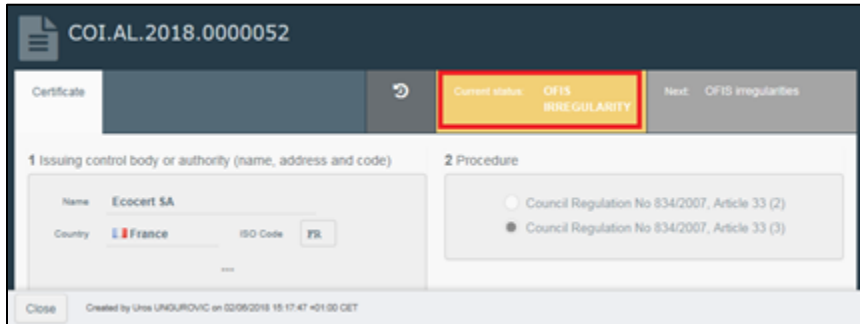 COI.AL.2018.0000052
Certificate
Current status: OFIS IRREGULARITY
Next: OFIS irregularities
1 Issuing control body or authority (name, address and code)
Name Ecocert SA
Country France ISO Code FR
...
2 Procedure
Council Regulation No 834/2007, Article 33 (2)
Council Regulation No 834/2007, Article 33 (3)
Close Created by Uros UNGUROVIC on 02/06/2018 15:17:47 +01:00 CET